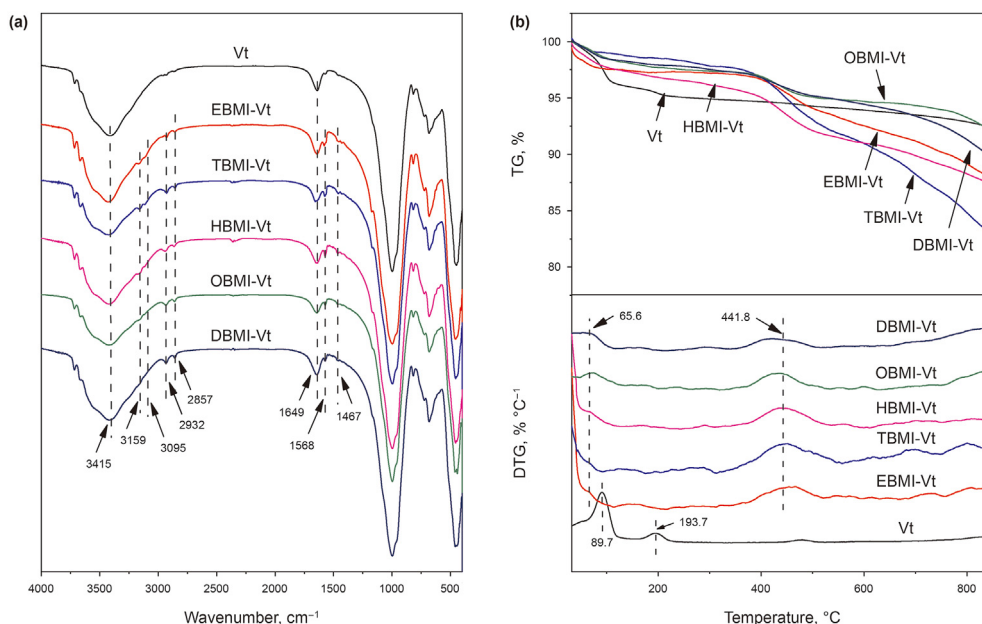 (a)
Vt
EBMI-Vt
TBMI-Vt
HBMI-Vt
OBMI-Vt
DBMI-Vt
2857
2932
3095
3159
3415
1649
1568
1467
4000 3500 3000 2500 2000 1500 1000 500
Wavenumber, cm⁻¹
(b)
TG, %
100
95
90
85
80
OBMI-Vt
HBMI-Vt
Vt
EBMI-Vt
TBMI-Vt
DBMI-Vt
DTG, % °C⁻¹
65.6
441.8
DBMI-Vt
OBMI-Vt
HBMI-Vt
TBMI-Vt
EBMI-Vt
Vt
193.7
89.7
200 400 600 800
Temperature, °C